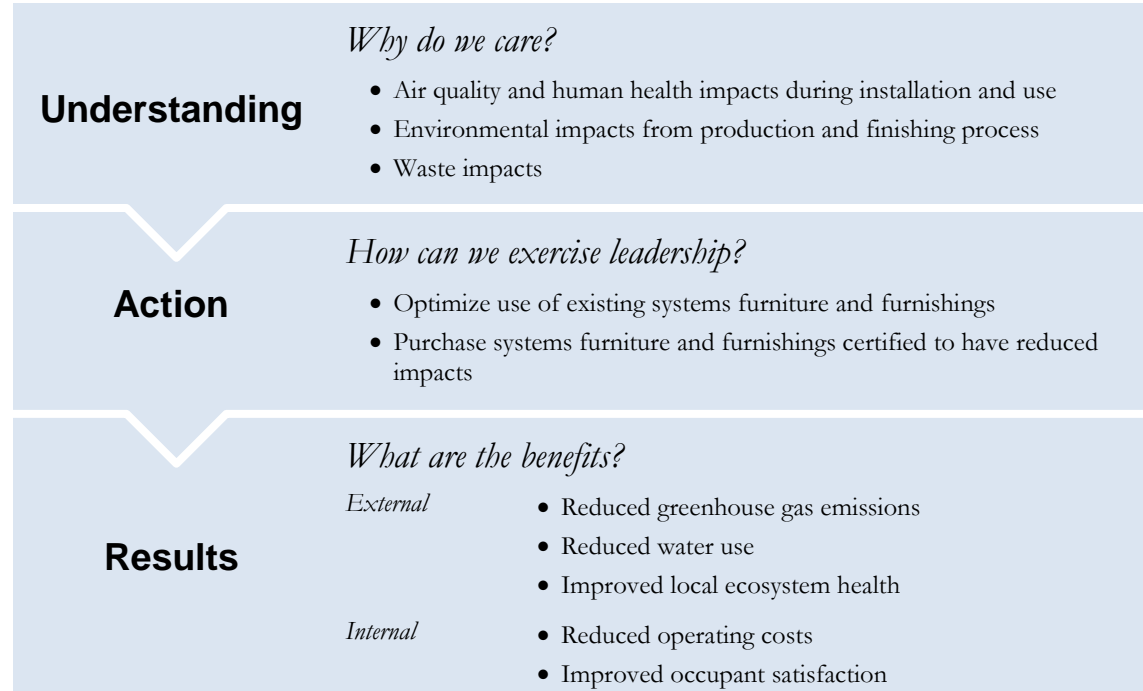 Understanding
Why do we care?
• Air quality and human health impacts during installation and use
• Environmental impacts from production and finishing process
• Waste impacts
Action
How can we exercise leadership?
• Optimize use of existing systems furniture and furnishings
• Purchase systems furniture and furnishings certified to have reduced
impacts
Results
What are the benefits?
External
• Reduced greenhouse gas emissions
• Reduced water use
• Improved local ecosystem health
Internal
• Reduced operating costs
• Improved occupant satisfaction